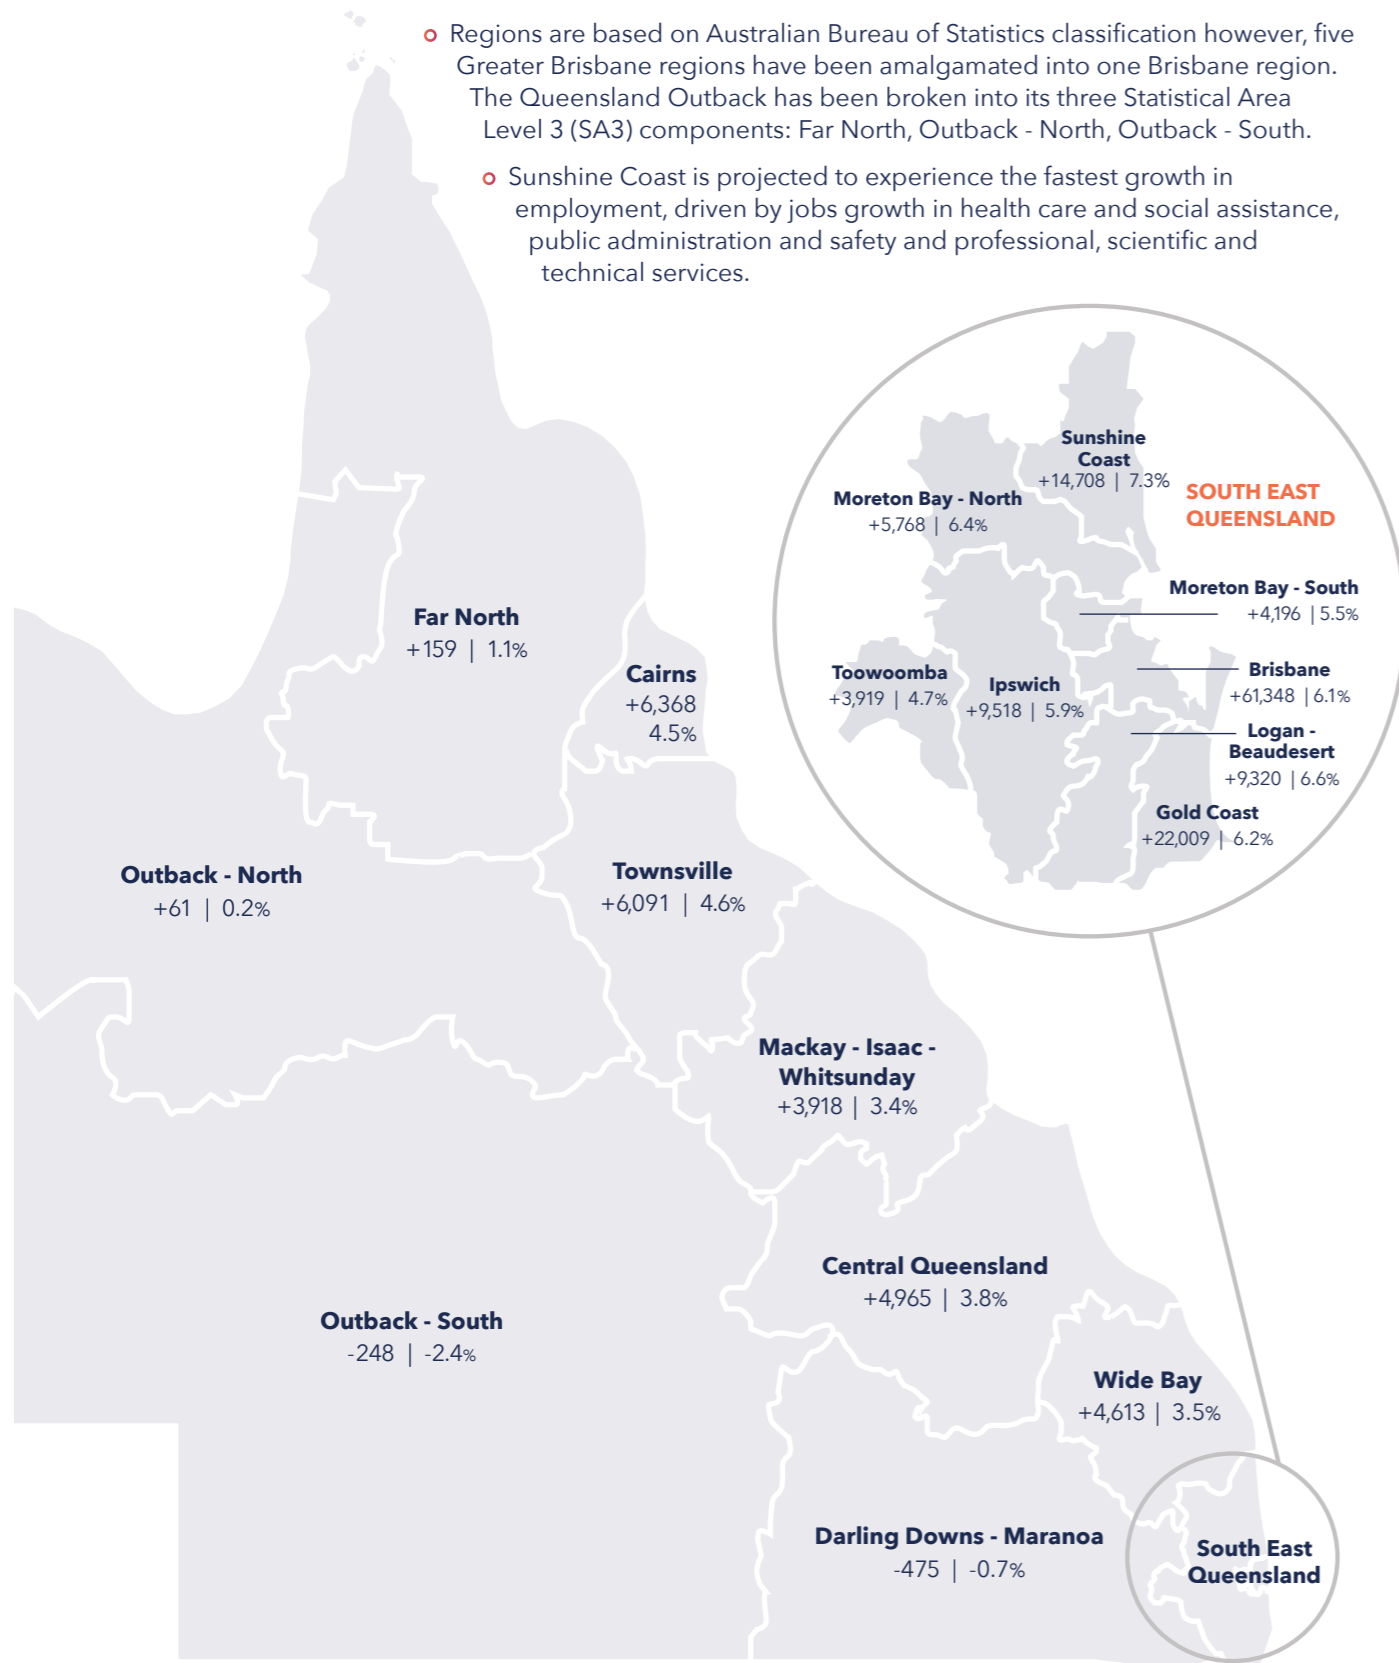 Regions are based on Australian Bureau of Statistics classification however, five
Greater Brisbane regions have been amalgamated into one Brisbane region.
The Queensland Outback has been broken into its three Statistical Area
Level 3 (SA3) components: Far North, Outback - North, Outback - South.
Sunshine Coast is projected to experience the fastest growth in
employment, driven by jobs growth in health care and social assistance,
public administration and safety and professional, scientific and
technical services.
Sunshine
Coast
+14,708 | 7.3%
SOUTH EAST
QUEENSLAND
Moreton Bay - North
+5,768 | 6.4%
Moreton Bay - South
+4,196 | 5.5%
Toowoomba
+3,919 | 4.7%
Ipswich
+9,518 | 5.9%
Brisbane
+61,348 | 6.1%
Logan -
Beaudesert
+9,320 | 6.6%
Gold Coast
+22,009 | 6.2%
Far North
+159 | 1.1%
Cairns
+6,368
4.5%
Outback - North
+61 | 0.2%
Townsville
+6,091 | 4.6%
Mackay - Isaac -
Whitsunday
+3,918 | 3.4%
Central Queensland
+4,965 | 3.8%
Outback - South
-248 | -2.4%
Wide Bay
+4,613 | 3.5%
Darling Downs - Maranoa
-475 | -0.7%
South East
Queensland